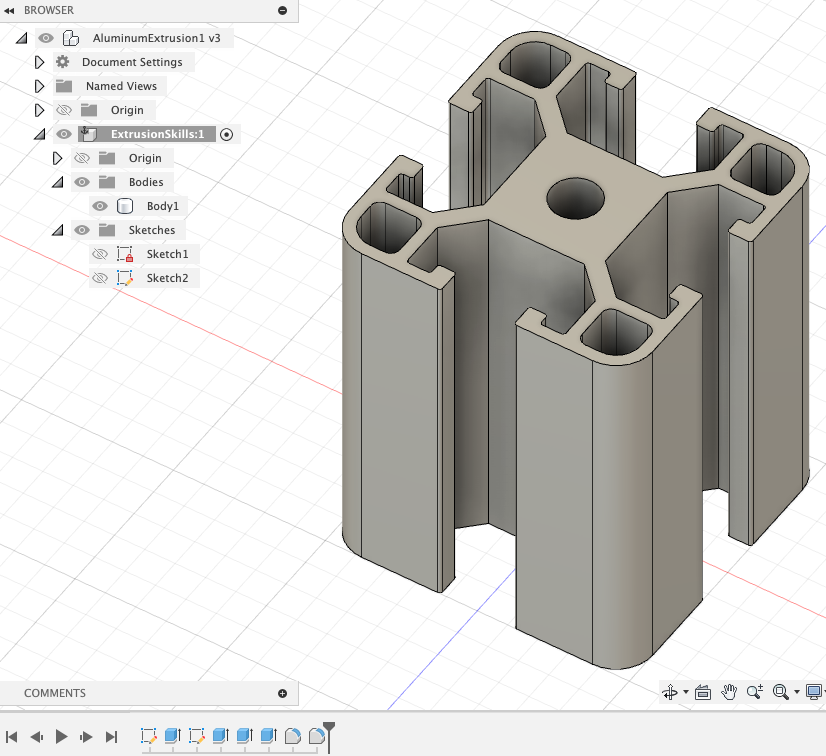 BROWSER
AluminumExtrusion1 v3
Document Settings
Named Views
Origin
ExtrusionSkills:1
Origin
Bodies
Body1
Sketches
Sketch1
Sketch2
COMMENTS